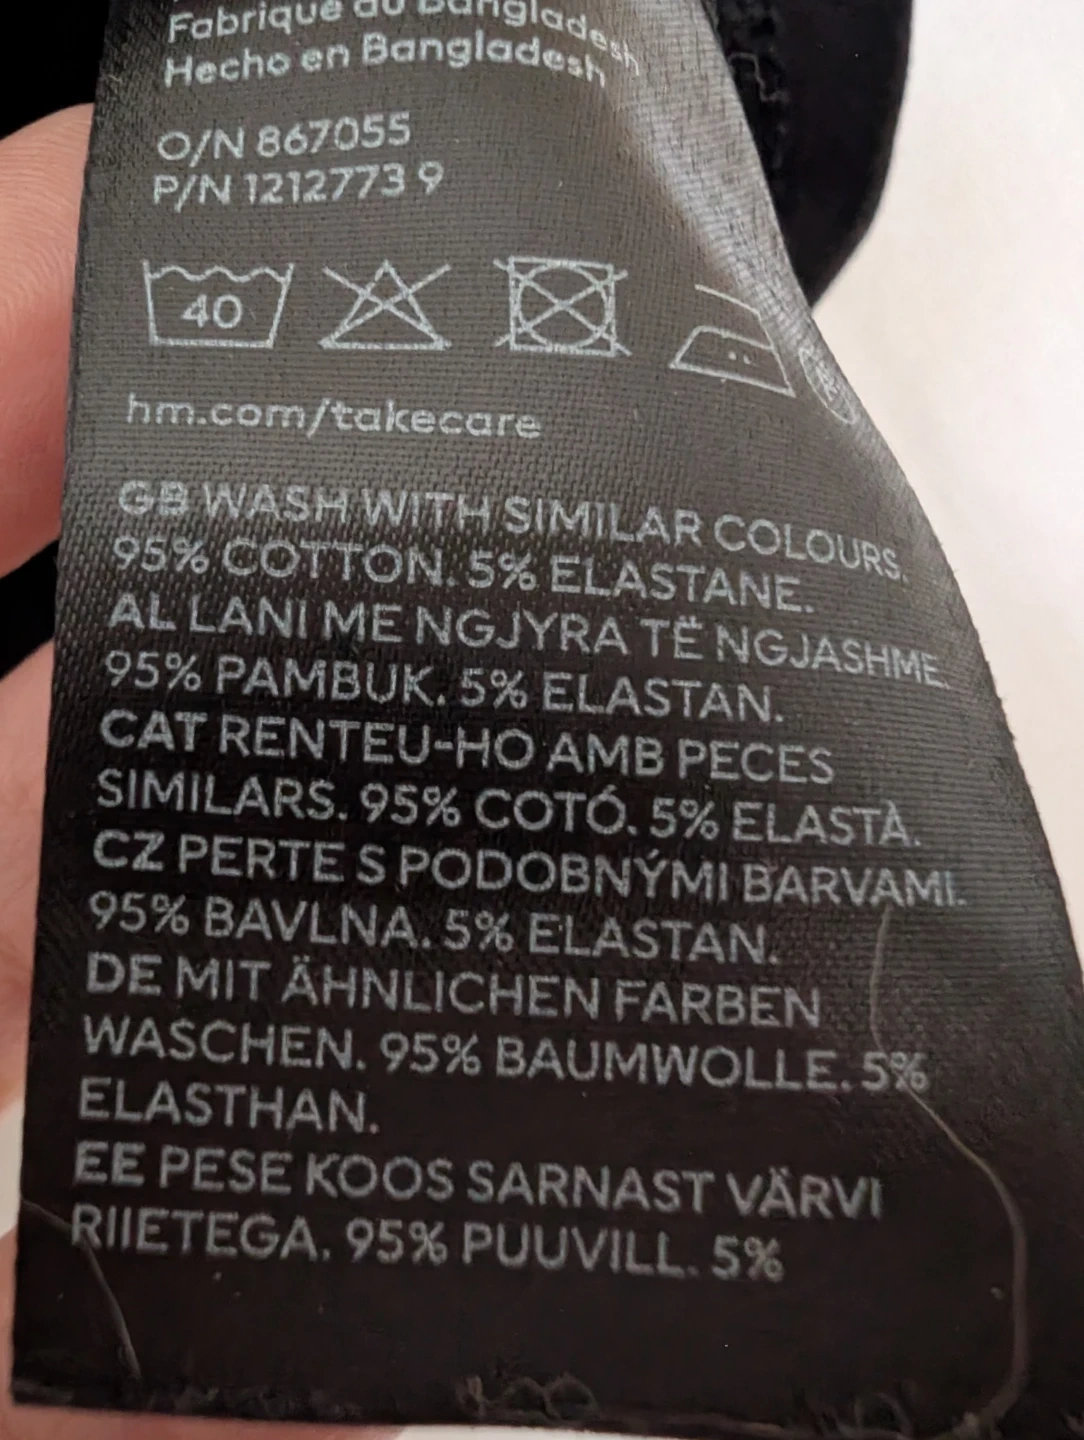 Fabriqué au Bangladesh
Hecho en Bangladesh
O/N 867055
P/N 1212773 9
40
hm.com/takecare
GB WASH WITH SIMILAR COLOURS.
95% COTTON. 5% ELASTANE.
AL LANI ME NGJYRA TË NGJASHME.
95% PAMBUK. 5% ELASTAN.
CAT RENTEU-HO AMB PECES
SIMILARS. 95% COTÓ. 5% ELASTÀ.
CZ PERTE S PODOBNÝMI BARVAMI.
95% BAVLNA. 5% ELASTAN.
DE MIT ÄHNLICHEN FARBEN
WASCHEN. 95% BAUMWOLLE. 5%
ELASTHAN.
EE PESE KOOS SARNAST VÄRVI
RIIETEGA. 95% PUUVILL. 5%